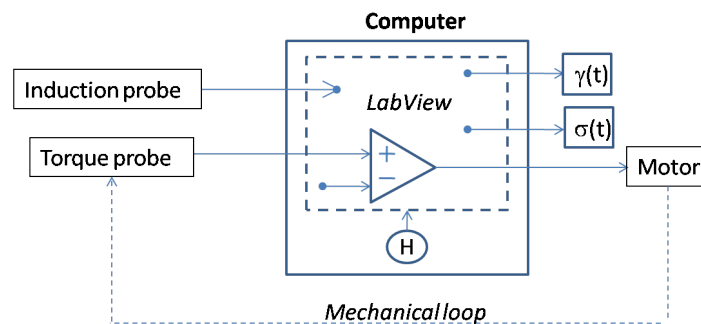 Computer
Induction probe
LabView
γ(t)
σ(t)
Torque probe
+
−
Motor
H
Mechanical loop